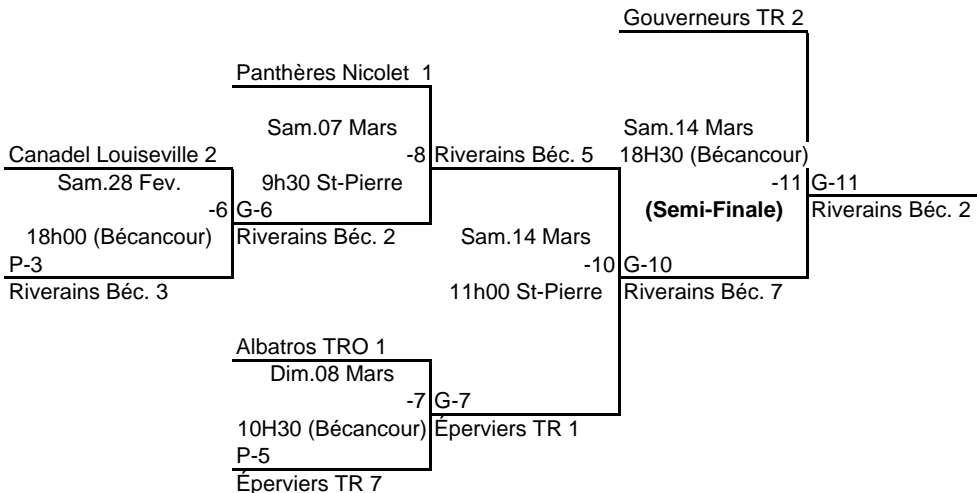 Gouverneurs TR 2
Panthères Nicolet  1
Sam.07 Mars
Sam.14 Mars
Canadel Louiseville 2
-8 Riverains Béc. 5
18H30 (Bécancour)
Sam.28 Fev.
9h30 St-Pierre
-11 G-11
-6 G-6
(Semi-Finale)
Riverains Béc. 2
18h00 (Bécancour)
Riverains Béc. 2
Sam.14 Mars
P-3
-10 G-10
Riverains Béc. 3
11h00 St-Pierre
Riverains Béc. 7
Albatros TRO 1
Dim.08 Mars
-7 G-7
10H30 (Bécancour)
Éperviers TR 1
P-5
Éperviers TR 7